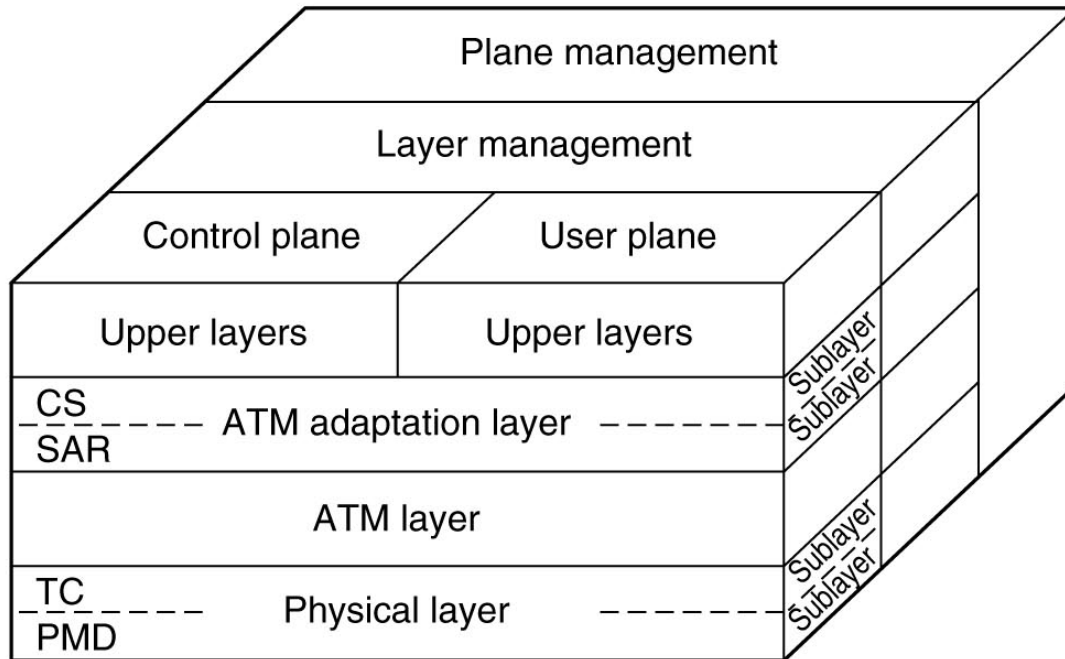 Plane management
Layer management
Control plane
User plane
Upper layers
Upper layers
CS
ATM adaptation layer
SAR
Sublayer
Sublayer
ATM layer
TC
Physical layer
PMD
Sublayer
Sublayer